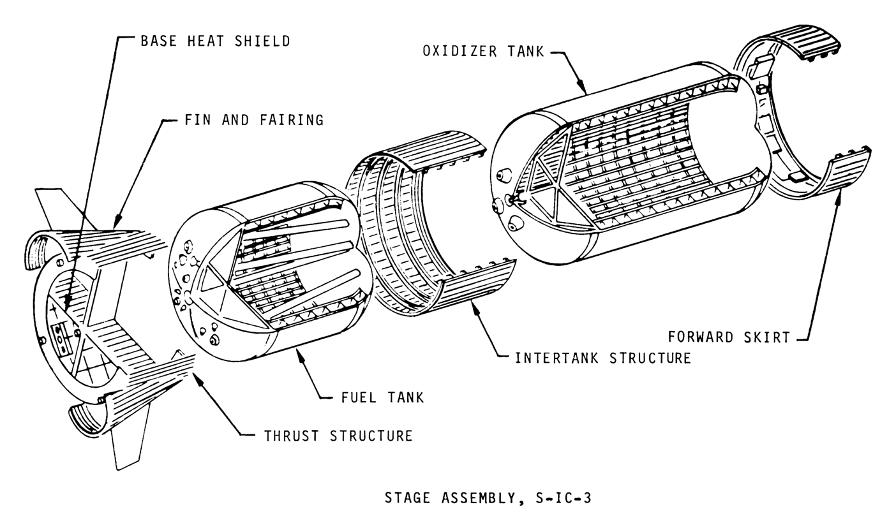 BASE HEAT SHIELD
OXIDIZER TANK
FIN AND FAIRING
FORWARD SKIRT
INTERTANK STRUCTURE
FUEL TANK
THRUST STRUCTURE
STAGE ASSEMBLY, S-IC-3